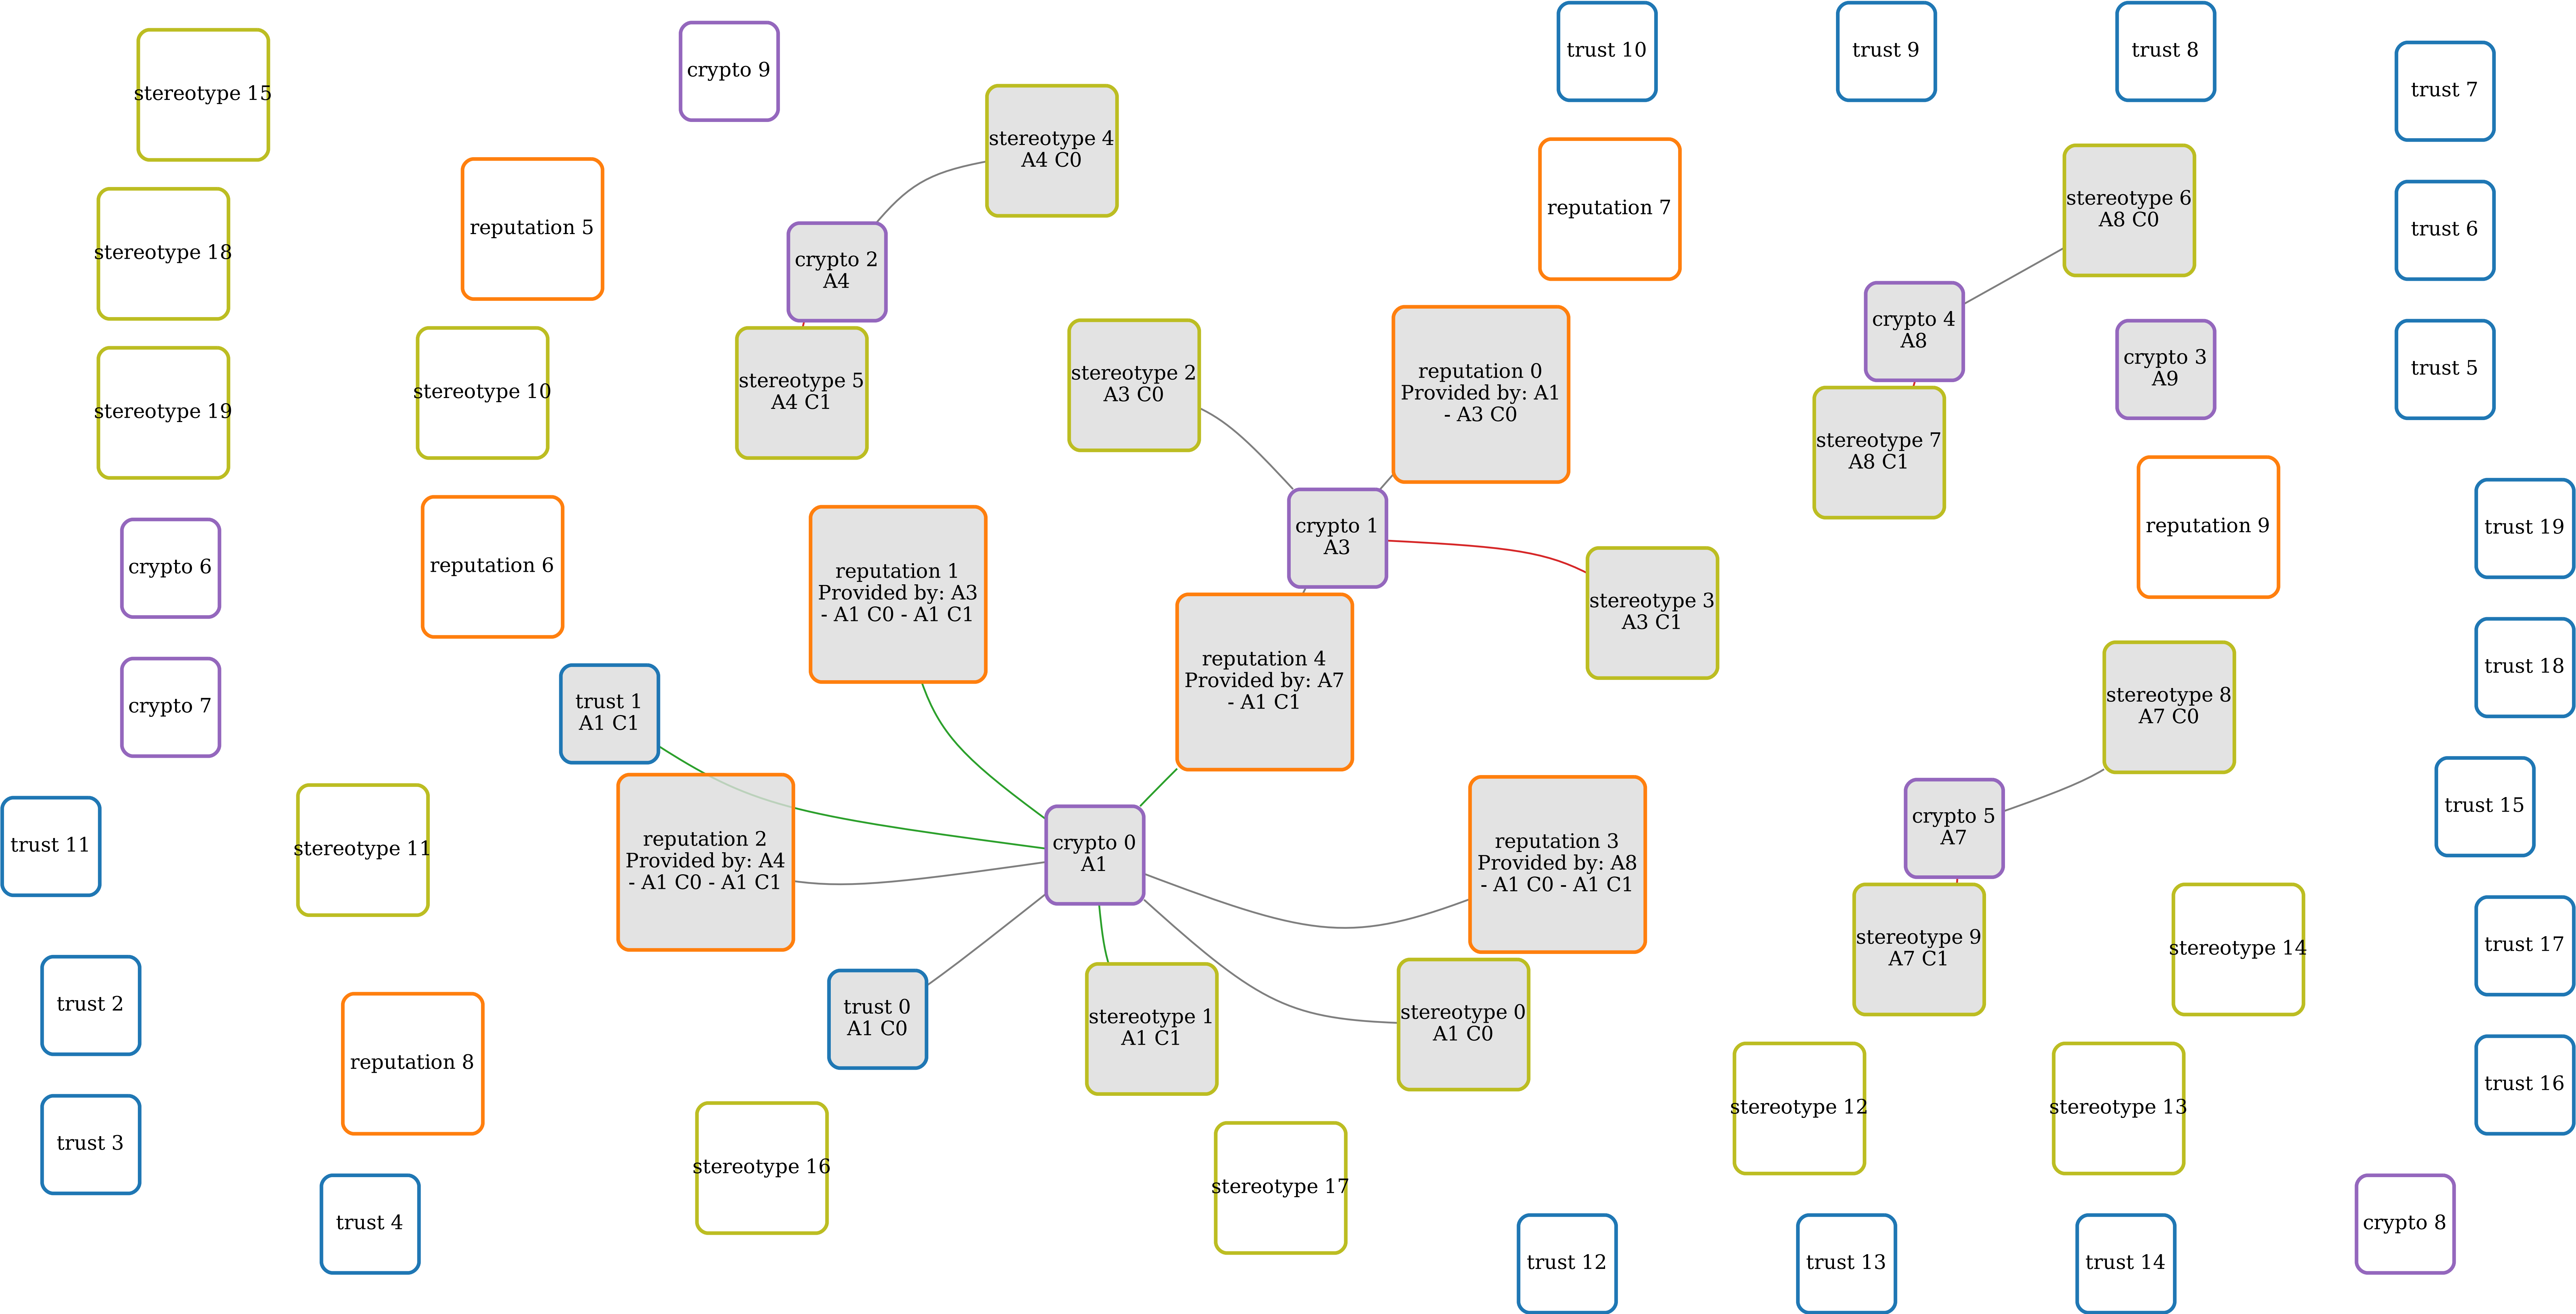 trust 10
trust 9
trust 8
crypto 9
trust 7
stereotype 15
stereotype 4
A4 C0
reputation 7
stereotype 6
A8 C0
trust 6
reputation 5
stereotype 18
crypto 2
A4
crypto 4
A8
crypto 3
A9
trust 5
stereotype 2
A3 C0
reputation 0
Provided by: A1
- A3 C0
stereotype 5
A4 C1
stereotype 10
stereotype 19
stereotype 7
A8 C1
crypto 1
A3
reputation 9
trust 19
crypto 6
reputation 6
reputation 1
Provided by: A3
- A1 C0 - A1 C1
stereotype 3
A3 C1
reputation 4
Provided by: A7
- A1 C1
trust 18
crypto 7
trust 1
A1 C1
stereotype 8
A7 C0
trust 15
trust 11
stereotype 11
reputation 2
Provided by: A4
- A1 C0 - A1 C1
crypto 0
A1
reputation 3
Provided by: A8
- A1 C0 - A1 C1
crypto 5
A7
stereotype 9
A7 C1
stereotype 14
trust 17
trust 2
trust 0
A1 C0
stereotype 1
A1 C1
stereotype 0
A1 C0
reputation 8
trust 16
stereotype 12
stereotype 13
trust 3
stereotype 16
stereotype 17
trust 4
crypto 8
trust 12
trust 13
trust 14